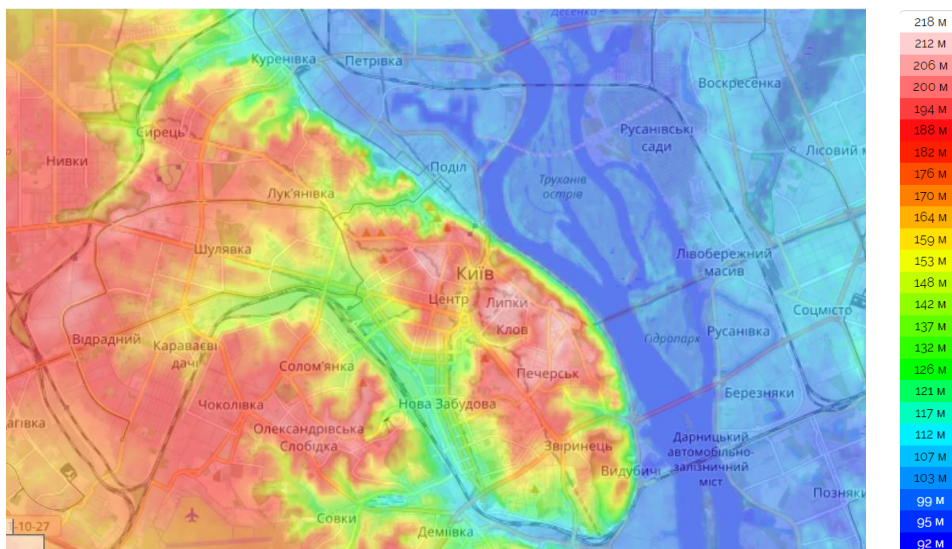 Десенка
Куренівка
Петрівка
Воскресенка
Сирець
Русанівські
сади
Нивки
Поділ
Лісовий
Труханів
острів
Лук'янівка
Шулявка
Лівобережний
масив
Київ
Центр
Липки
Соцмісто
Відрадний
Караваєві
дачі
Клов
Гідропарк
Русанівка
Солом'янка
Печерськ
Березняки
Чоколівка
Нова Забудова
Олександрівська
Слобідка
Звіринець
Дарницький
автомобільно-
залізничний
міст
Видубичі
Позняки
Совки
Деміївка
-10-27
218 м
212 м
206 м
200 м
194 м
188 м
182 м
176 м
170 м
164 м
159 м
153 м
148 м
142 м
137 м
132 м
126 м
121 м
117 м
112 м
107 м
103 м
99 м
95 м
92 м